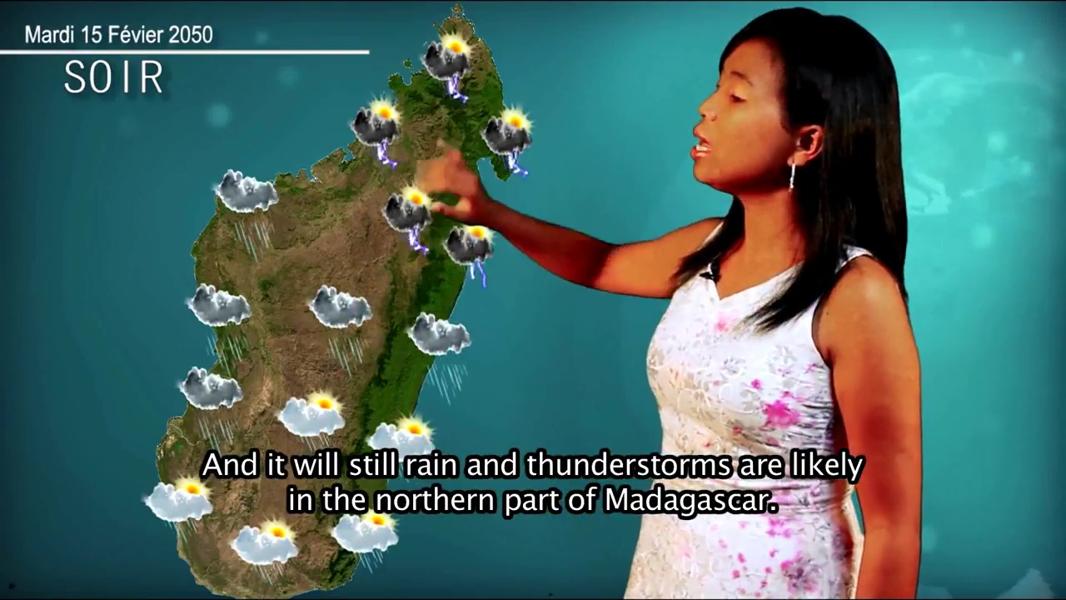 Mardi 15 Févier 2050
SOIR
And it will still rain and thunderstorms are likely
in the northern part of Madagascar.